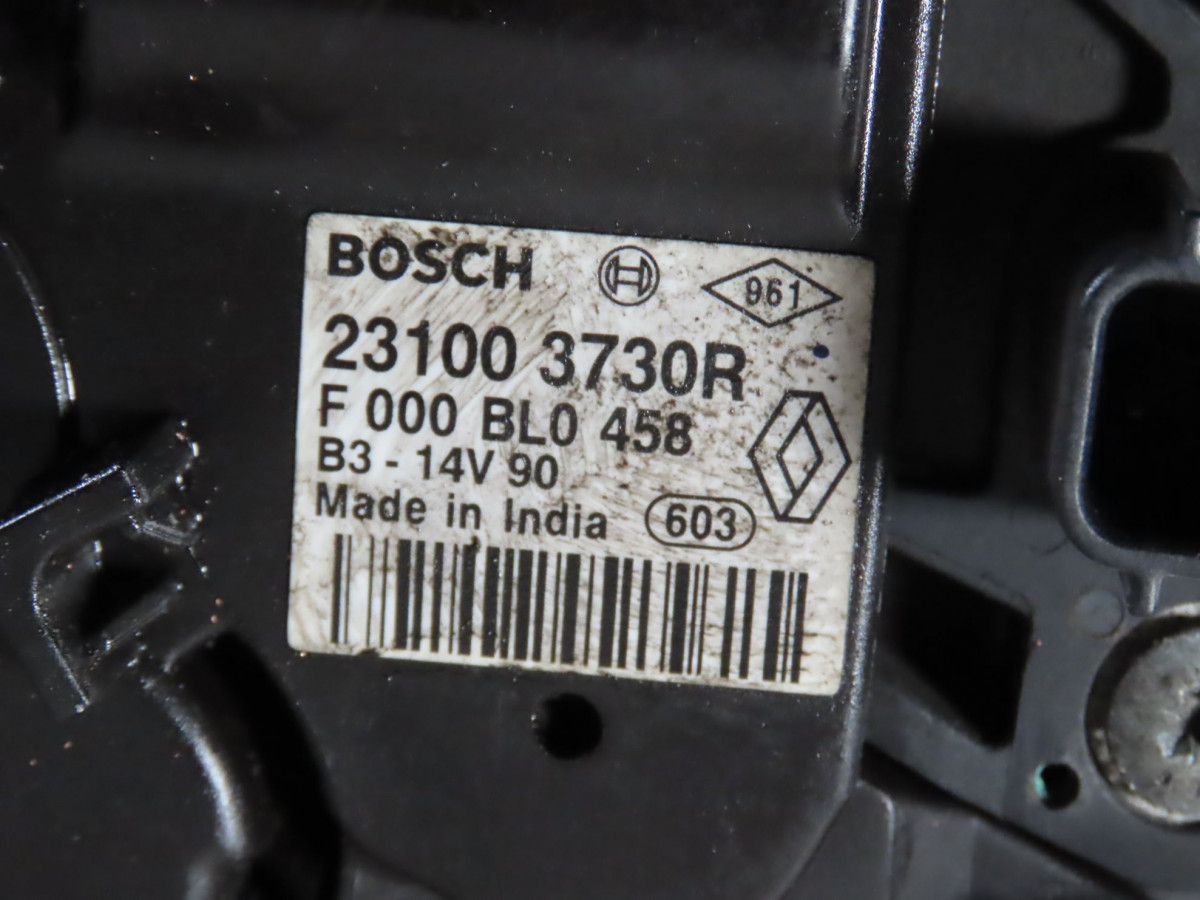 BOSCH 961
23100 3730R
F 000 BL0 458
B3 - 14V 90
Made in India 603